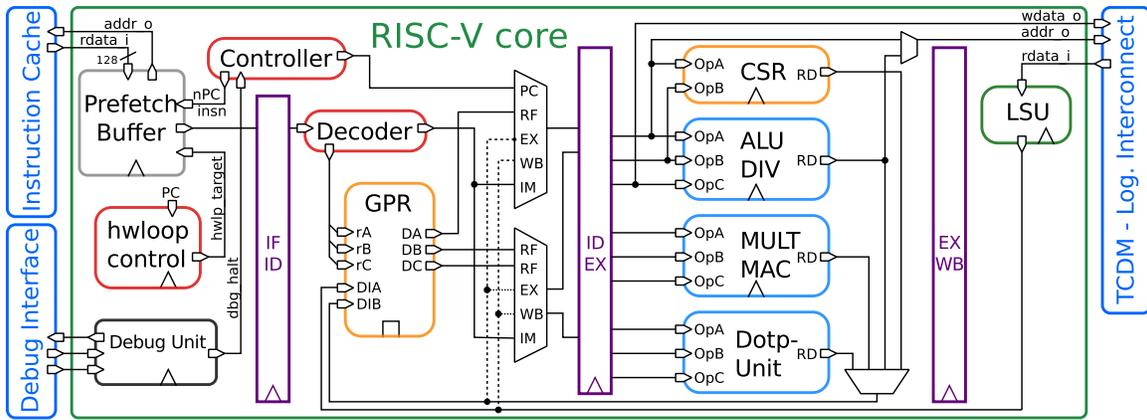 Instruction Cache
Debug Interface
addr_o
rdata_i
128
RISC-V core
Controller
Prefetch
Buffer
nPC
insn
PC
hwloop
control
hwlp_target
dbg_halt
Debug Unit
IF
ID
Decoder
GPR
rA
rB
rC
DIA
DIB
DA
DB
DC
PC
RF
EX
WB
IM
RF
RF
EX
WB
IM
ID
EX
CSR
OpA
OpB
RD
ALU
DIV
OpA
OpB
OpC
RD
MULT
MAC
OpA
OpB
OpC
RD
Dotp-
Unit
OpA
OpB
OpC
RD
EX
WB
LSU
wdata_o
addr_o
rdata_i
TCDM - Log. Interconnect